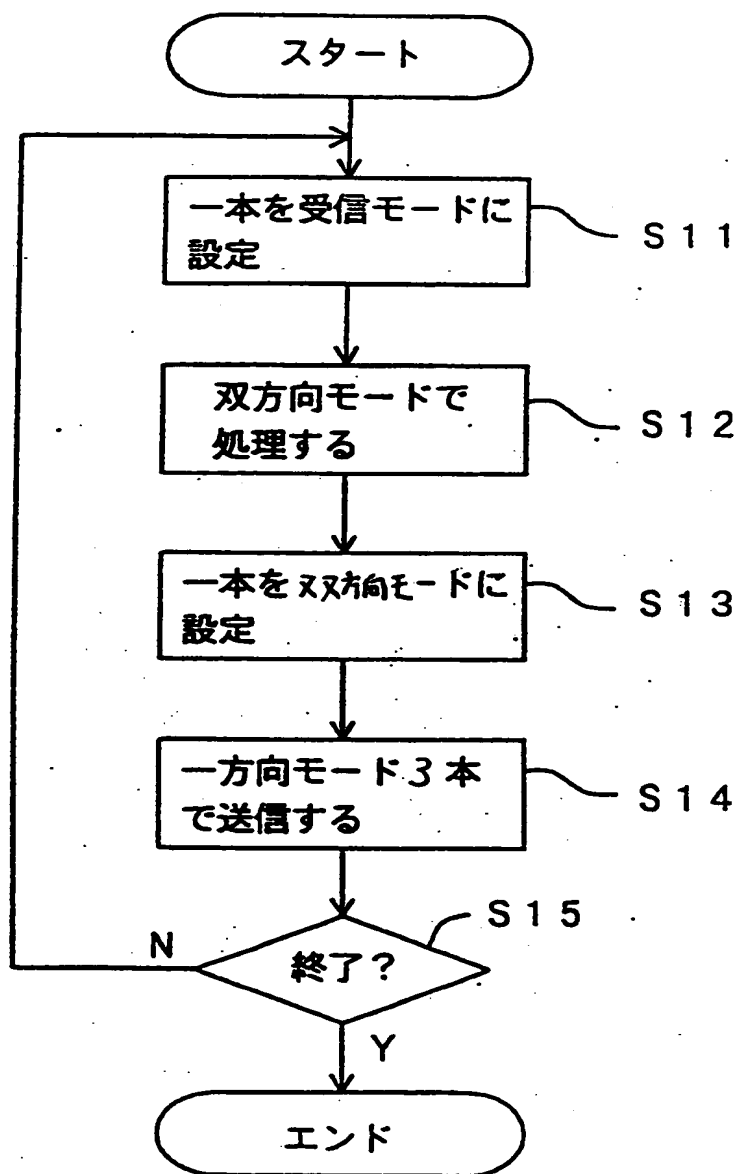 スタート
一本を受信モードに
設定
S11
双方向モードで
処理する
S12
一本を双双方向モードに
設定
S13
一方向モード3本
で送信する
S14
S15
N
終了?
Y
エンド